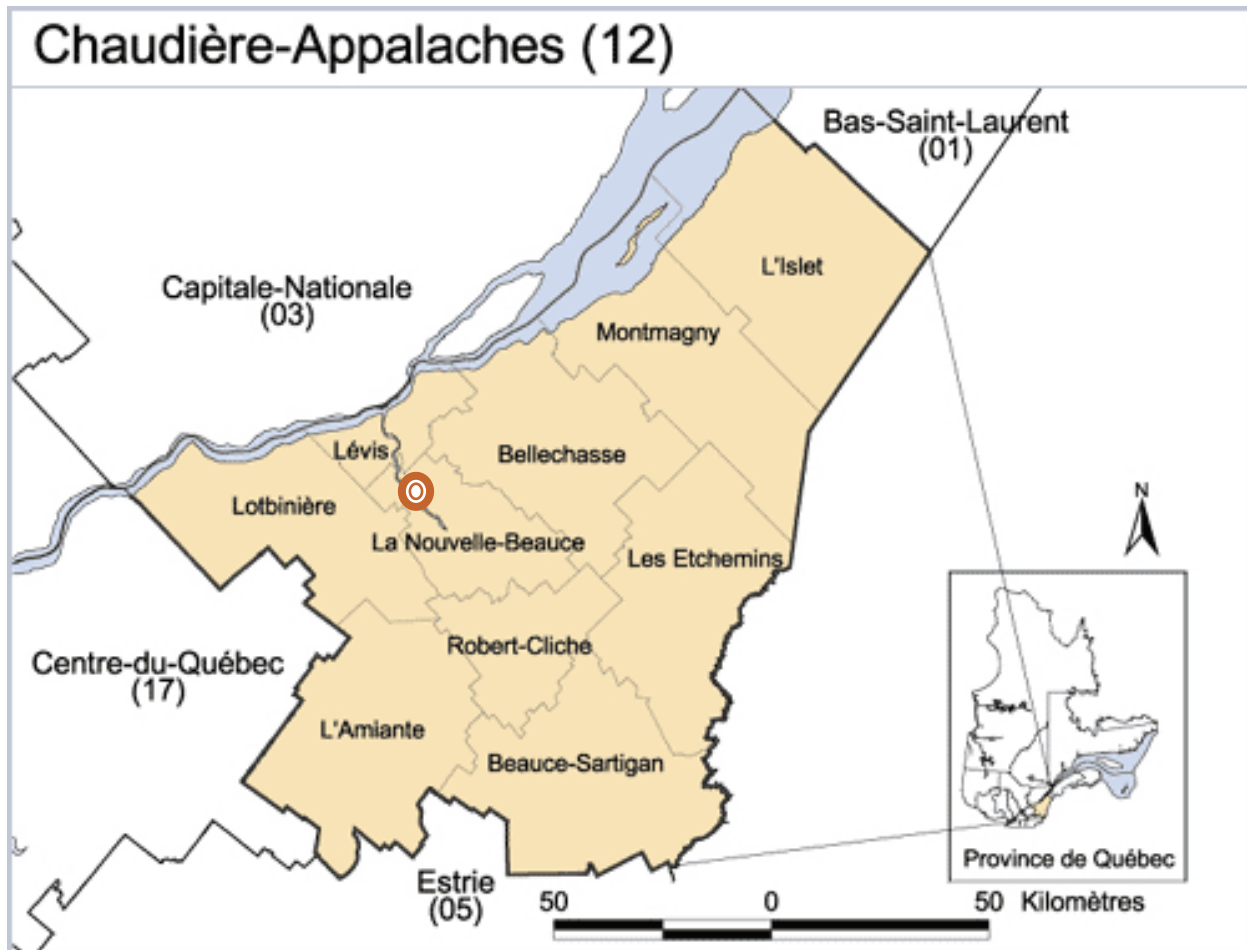 Chaudière-Appalaches (12)
Bas-Saint-Laurent
(01)
L'Islet
Capitale-Nationale
(03)
Montmagny
Lévis
Bellechasse
Lotbinière
N
La Nouvelle-Beauce
Les Etchemins
Robert-Cliche
Centre-du-Québec
(17)
L'Amiante
Beauce-Sartigan
Province de Québec
Estrie
(05)
50 0 50 Kilomètres